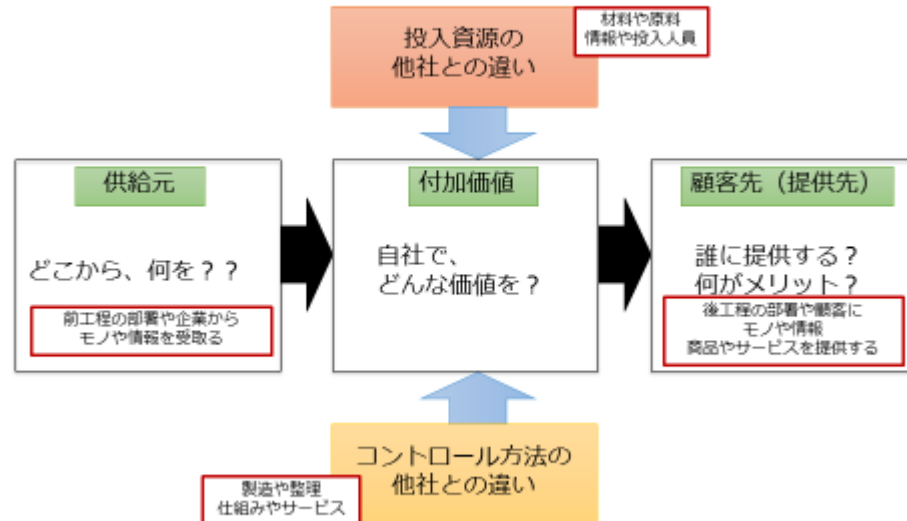 投入資源の
他社との違い
材料や原料
情報や投入人員
供給元
どこから、何を？？
前工程の部署や企業から
モノや情報を受取る
付加価値
自社で、
どんな価値を？
顧客先（提供先）
誰に提供する？
何がメリット？
後工程の部署や顧客に
モノや情報
商品やサービスを提供する
コントロール方法の
他社との違い
製造や整理
仕組みやサービス